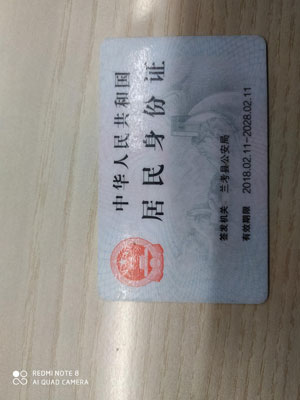 中华人民共和国
居民身份证
签发机关 兰考县公安局
有效期限 2018.02.11-2028.02.11
REDMI NOTE 8
AI QUAD CAMERA